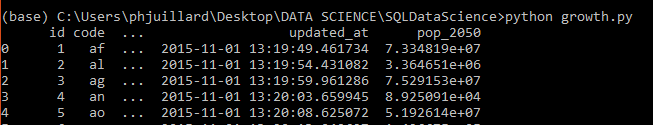 (base) C:\Users\phjuillard\Desktop\DATA SCIENCE\SQLDataScience>python growth.py
id code ... updated_at pop_2050
0 1 af ... 2015-11-01 13:19:49.461734 7.334819e+07
1 2 al ... 2015-11-01 13:19:54.431082 3.364651e+06
2 3 ag ... 2015-11-01 13:19:59.961286 7.529153e+07
3 4 an ... 2015-11-01 13:20:03.659945 8.925091e+04
4 5 ao ... 2015-11-01 13:20:08.625072 5.192614e+07